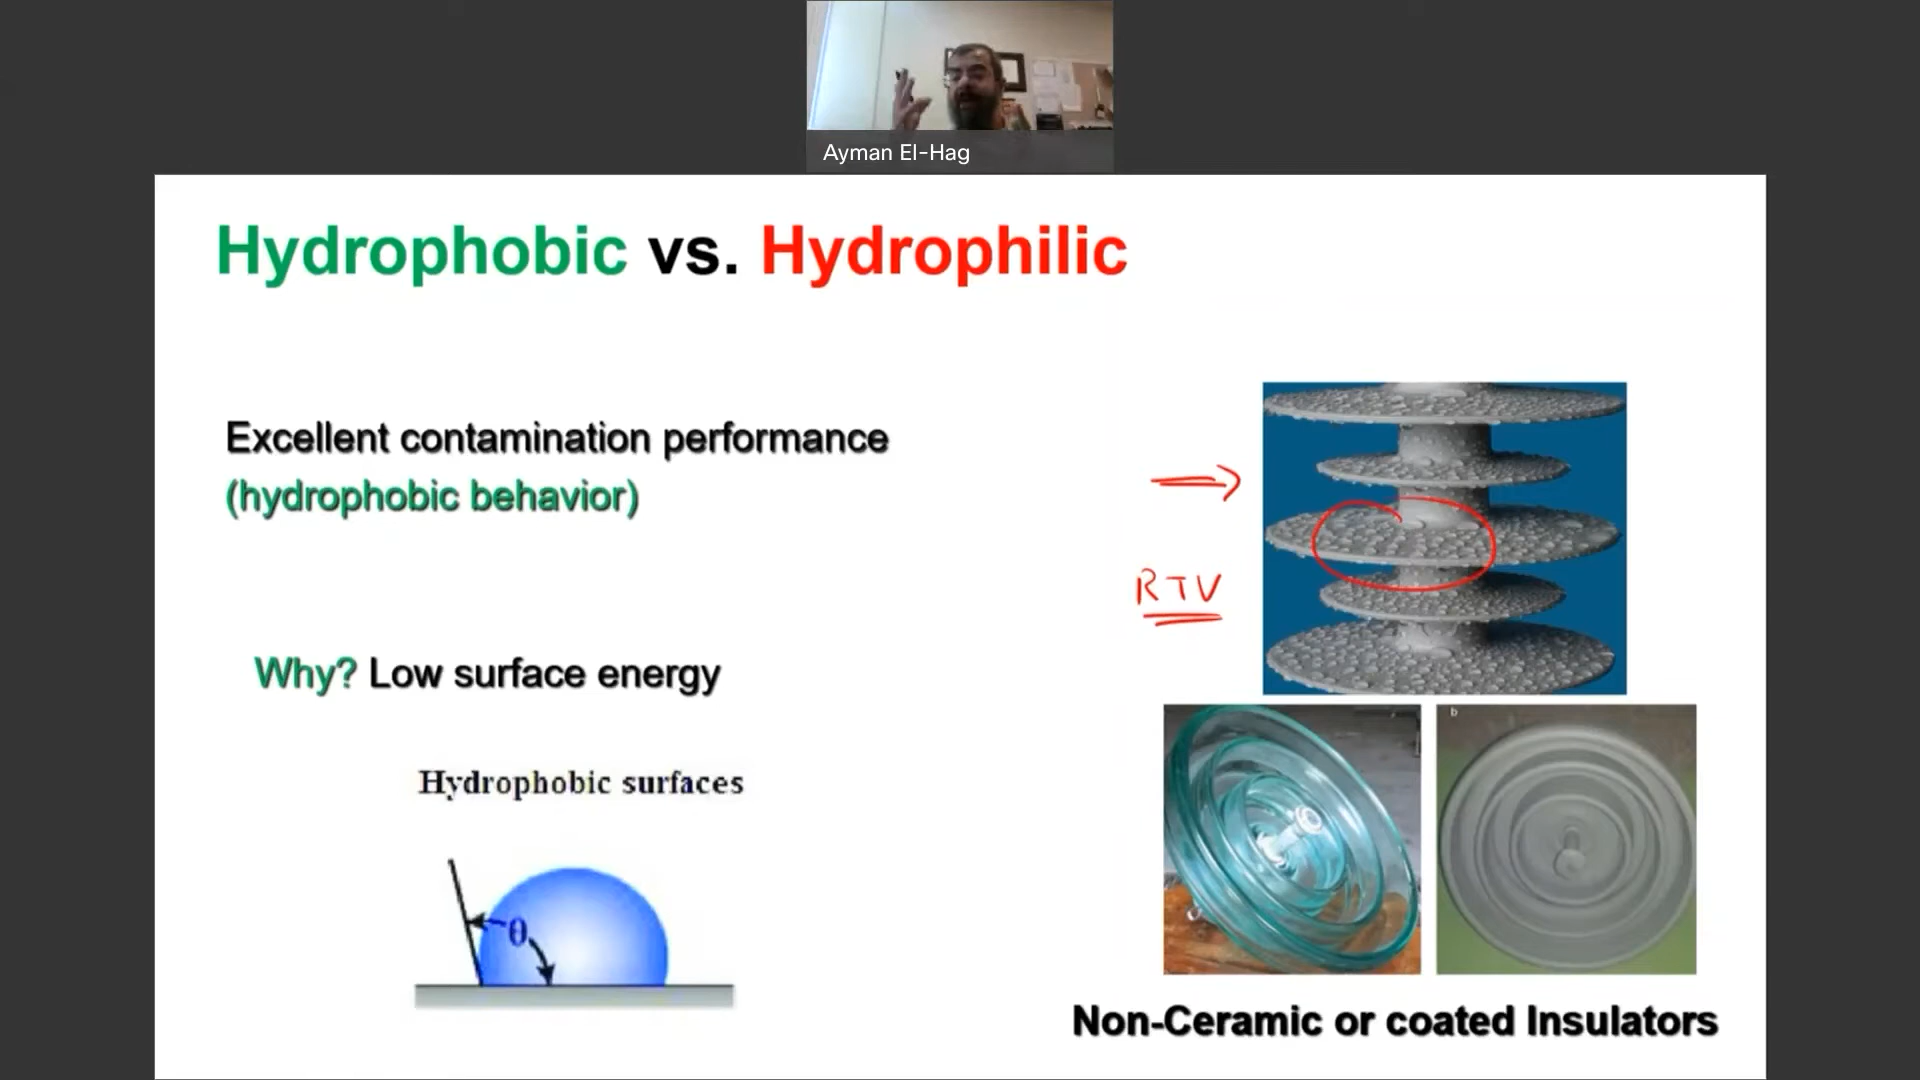 Ayman El-Hag
Hydrophobic vs. Hydrophilic
Excellent contamination performance
(hydrophobic behavior)
RTV
Why? Low surface energy
b
Hydrophobic surfaces
θ
Non-Ceramic or coated Insulators